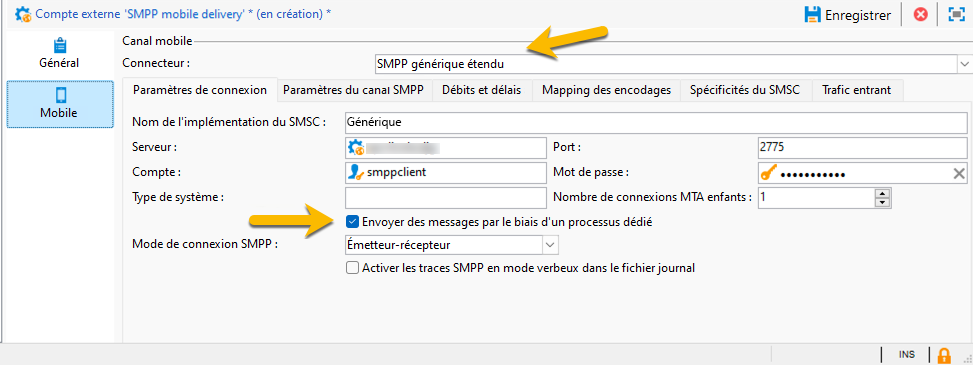 Compte externe 'SMPP mobile delivery' * (en création) *
Enregistrer
Général
Mobile
Canal mobile
Connecteur : SMPP générique étendu
Paramètres de connexion Paramètres du canal SMPP Débits et délais Mapping des encodages Spécificités du SMSC Trafic entrant
Nom de l'implémentation du SMSC : Générique
Serveur : Port : 2775
Compte : smppclient Mot de passe : •••••••••••
Type de système : Nombre de connexions MTA enfants : 1
Envoyer des messages par le biais d'un processus dédié
Mode de connexion SMPP : Émetteur-récepteur
Activer les traces SMPP en mode verbeux dans le fichier journal
INS